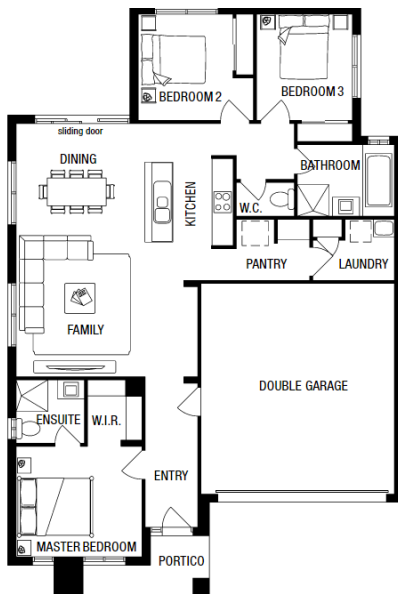 BEDROOM 2
BEDROOM 3
sliding door
DINING
KITCHEN
BATHROOM
W.C.
PANTRY
LAUNDRY
FAMILY
DOUBLE GARAGE
ENSUITE
W.I.R.
ENTRY
MASTER BEDROOM
PORTICO